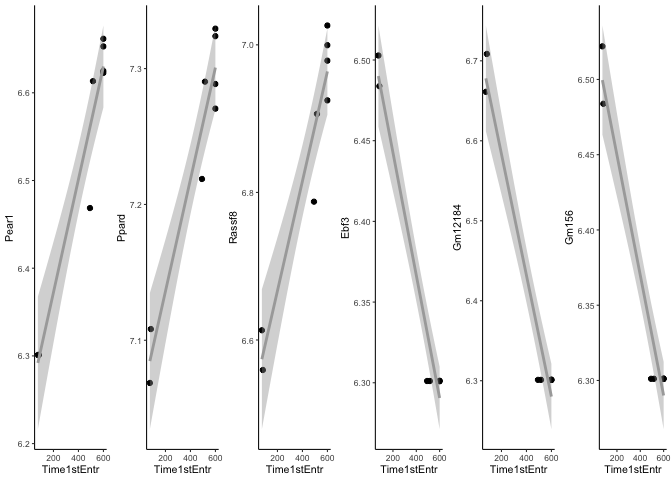 Pear1
6.6
6.5
6.4
6.3
6.2
200 400 600
Time1stEntr
Ppard
7.3
7.2
7.1
200 400 600
Time1stEntr
Rassf8
7.0
6.8
6.6
200 400 600
Time1stEntr
Ebf3
6.50
6.45
6.40
6.35
6.30
200 400 600
Time1stEntr
Gm12184
6.7
6.6
6.5
6.4
6.3
200 400 600
Time1stEntr
Gm156
6.50
6.45
6.40
6.35
6.30
200 400 600
Time1stEntr